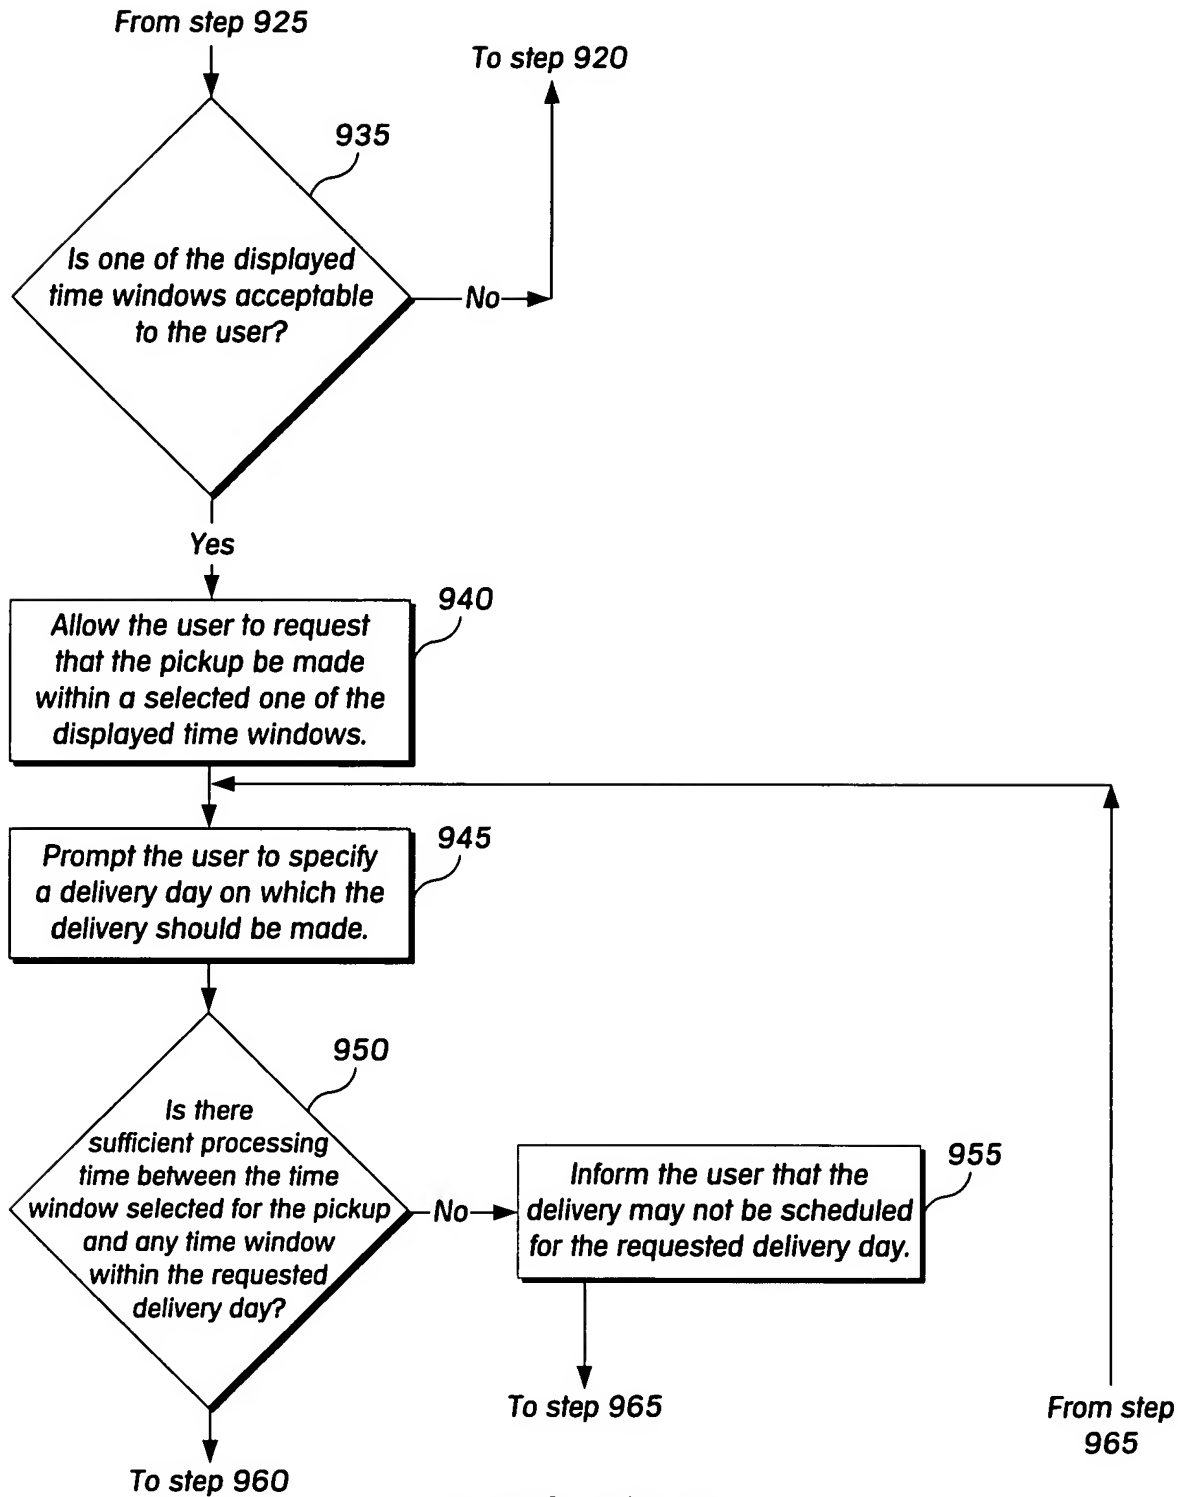 From step 925
To step 920
935
Is one of the displayed
time windows acceptable
to the user?
No
Yes
940
Allow the user to request
that the pickup be made
within a selected one of the
displayed time windows.
945
Prompt the user to specify
a delivery day on which the
delivery should be made.
950
Is there
sufficient processing
time between the time
window selected for the pickup
and any time window
within the requested
delivery day?
No
955
Inform the user that the
delivery may not be scheduled
for the requested delivery day.
To step 965
From step
965
To step 960